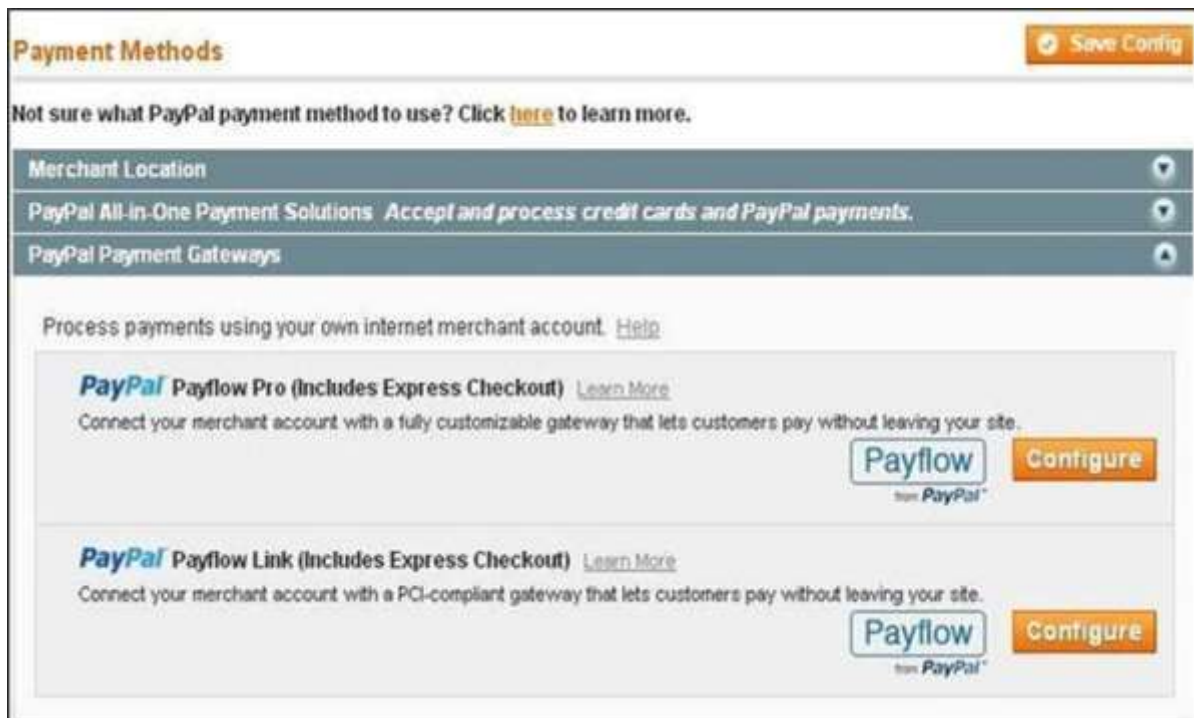 Payment Methods
Save Config
Not sure what PayPal payment method to use? Click here to learn more.
Merchant Location
PayPal All-in-One Payment Solutions Accept and process credit cards and PayPal payments.
PayPal Payment Gateways
Process payments using your own internet merchant account. Help
PayPal Payflow Pro (Includes Express Checkout) Learn More
Connect your merchant account with a fully customizable gateway that lets customers pay without leaving your site.
Payflow
from PayPal™
Configure
PayPal Payflow Link (Includes Express Checkout) Learn More
Connect your merchant account with a PCI-compliant gateway that lets customers pay without leaving your site.
Payflow
from PayPal™
Configure